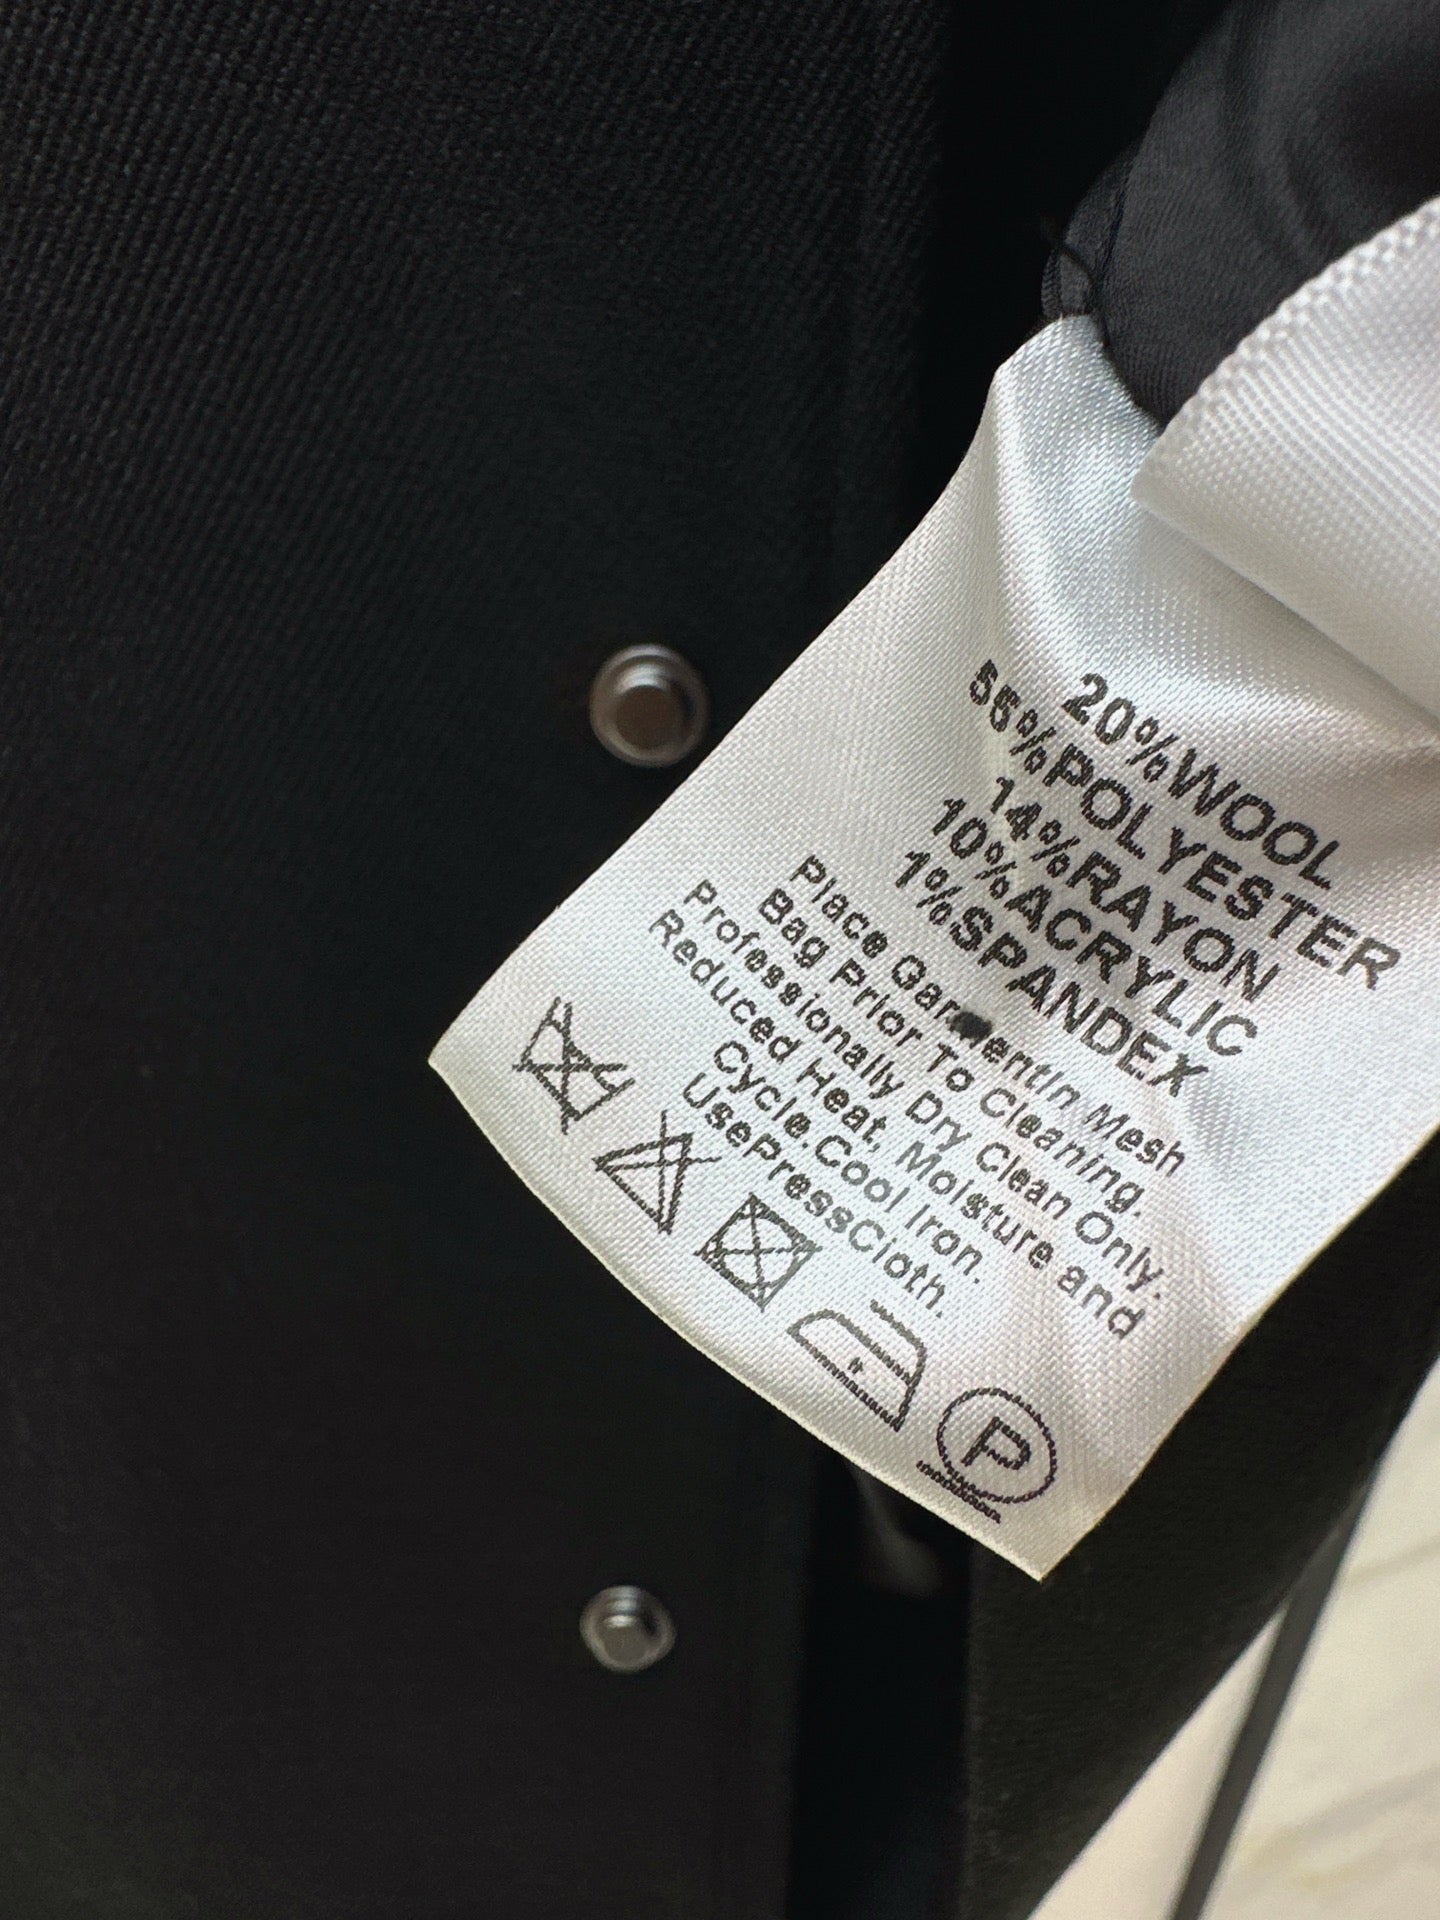 20%WOOL
55%POLYESTER
14%RAYON
10%ACRYLIC
1%SPANDEX
Place GarmentIn Mesh
Bag Prior To Cleaning.
Professionally Dry Clean Only.
Reduced Heat, Moisture and
Cycle.Cool Iron.
UsePressCloth.
P